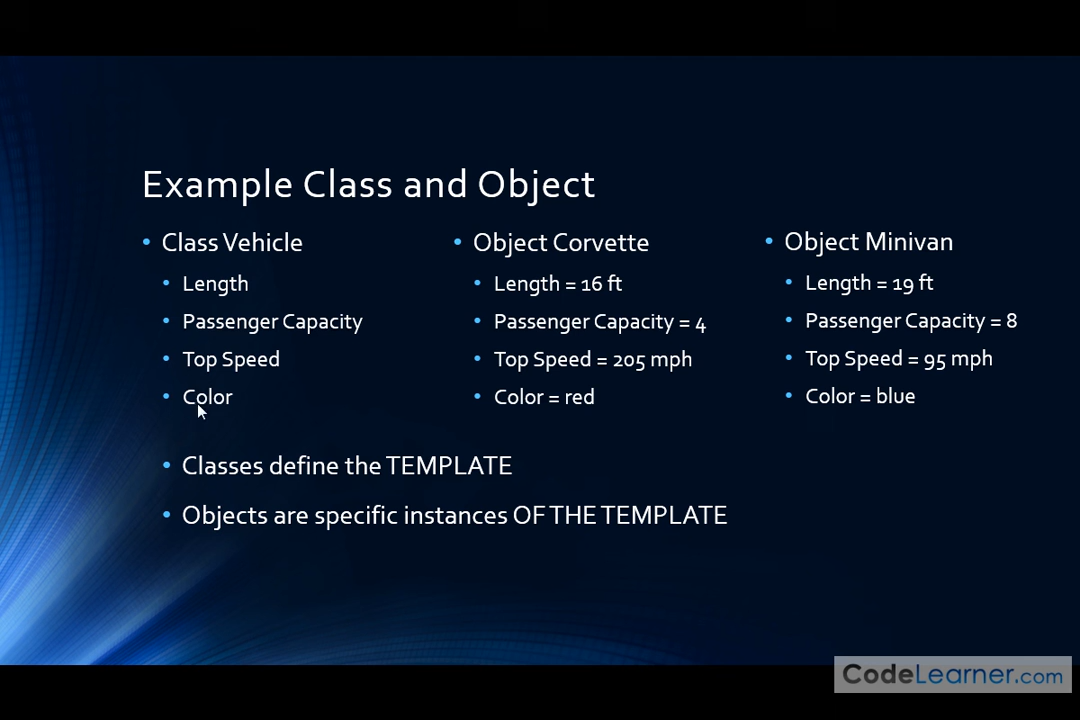 Example Class and Object
• Class Vehicle
• Length
• Passenger Capacity
• Top Speed
• Color
• Object Corvette
• Length = 16 ft
• Passenger Capacity = 4
• Top Speed = 205 mph
• Color = red
• Object Minivan
• Length = 19 ft
• Passenger Capacity = 8
• Top Speed = 95 mph
• Color = blue
• Classes define the TEMPLATE
• Objects are specific instances OF THE TEMPLATE
CodeLearner.com